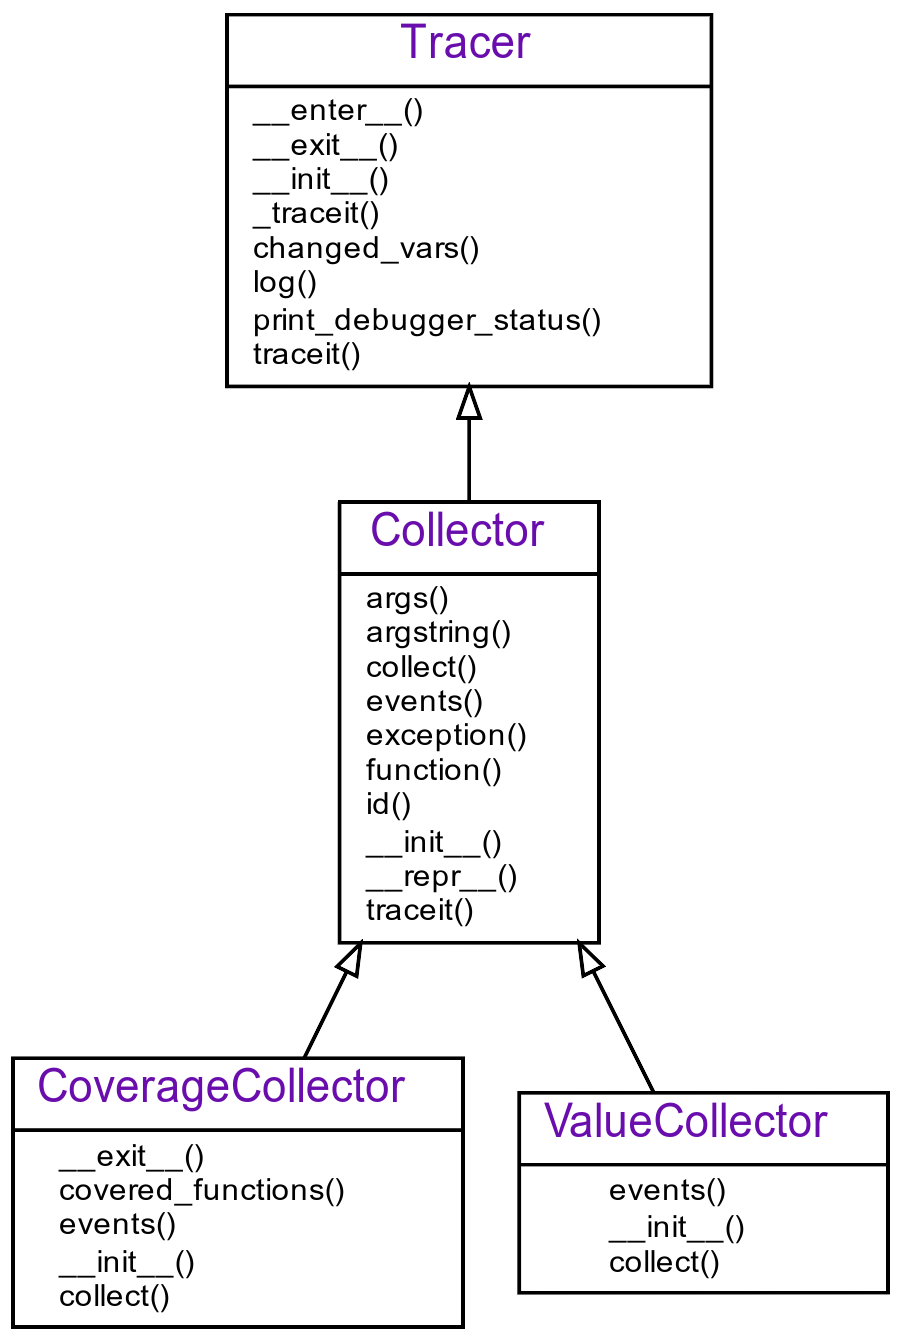 Tracer
__enter__()
__exit__()
__init__()
_traceit()
changed_vars()
log()
print_debugger_status()
traceit()
Collector
args()
argstring()
collect()
events()
exception()
function()
id()
__init__()
__repr__()
traceit()
CoverageCollector
__exit__()
covered_functions()
events()
__init__()
collect()
ValueCollector
events()
__init__()
collect()